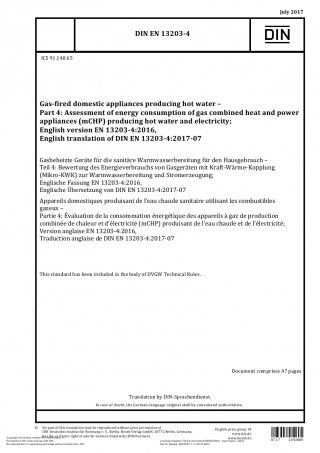 July 2017
DIN EN 13203-4
DIN
ICS 91.140.65
Gas-fired domestic appliances producing hot water –
Part 4: Assessment of energy consumption of gas combined heat and power
appliances (mCHP) producing hot water and electricity;
English version EN 13203-4:2016,
English translation of DIN EN 13203-4:2017-07
Gasbeheizte Geräte für die sanitäre Warmwasserbereitung für den Hausgebrauch –
Teil 4: Bewertung des Energieverbrauchs von Gasgeräten mit Kraft-Wärme-Kopplung
(Mikro-KWK) zur Warmwasserbereitung und Stromerzeugung;
Englische Fassung EN 13203-4:2016,
Englische Übersetzung von DIN EN 13203-4:2017-07
Appareils domestiques produisant de l'eau chaude sanitaire utilisant les combustibles
gazeux –
Partie 4: Évaluation de la consommation énergétique des appareils à gaz de production
combinée de chaleur et d'électricité (mCHP) produisant de l'eau chaude et de l'électricité;
Version anglaise EN 13203-4:2016,
Traduction anglaise de DIN EN 13203-4:2017-07
This standard has been included in the body of DVGW Technical Rules.
Document comprises 47 pages
Translation by DIN-Sprachendienst.
In case of doubt, the German-language original shall be considered authoritative.
No part of this translation may be reproduced without prior permission of
DIN Deutsches Institut für Normung e. V., Berlin. Beuth Verlag GmbH, 10772 Berlin, Germany,
has the exclusive right of sale for German Standards (DIN-Normen).
English price group
www.din.de
www.beuth.de